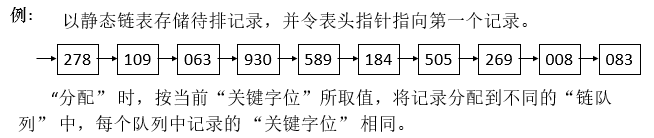 例： 以静态链表存储待排记录，并令表头指针指向第一个记录。
278 109 063 930 589 184 505 269 008 083
“分配” 时，按当前“关键字位”所取值，将记录分配到不同的“链队
列” 中，每个队列中记录的 “关键字位” 相同。